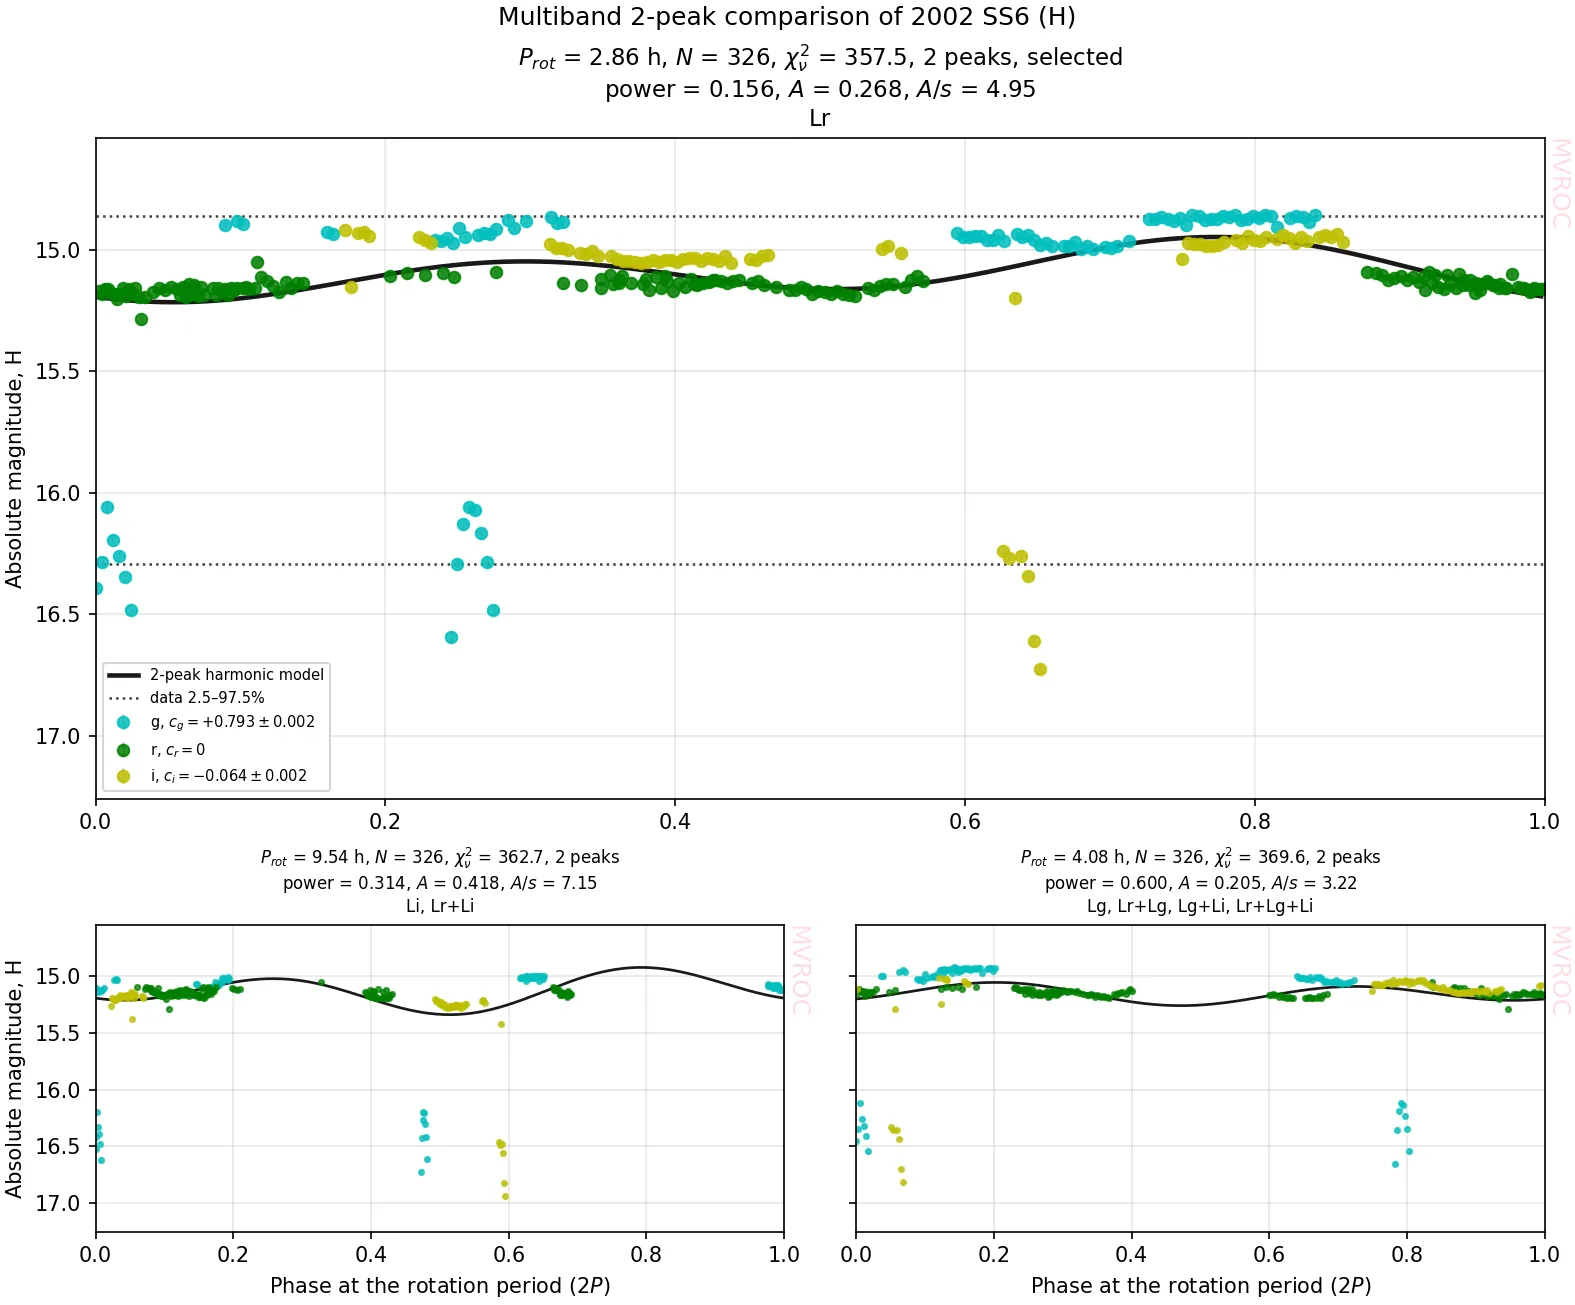 Multiband 2-peak comparison of 2002 SS6 (H)
P_rot = 2.86 h, N = 326, χ²_ν = 357.5, 2 peaks, selected
power = 0.156, A = 0.268, A/s = 4.95
Lr
MVROC
Absolute magnitude, H
15.0
15.5
16.0
16.5
17.0
2-peak harmonic model
data 2.5–97.5%
g, c_g = +0.793 ± 0.002
r, c_r = 0
i, c_i = −0.064 ± 0.002
0.0 0.2 0.4 0.6 0.8 1.0
P_rot = 9.54 h, N = 326, χ²_ν = 362.7, 2 peaks
power = 0.314, A = 0.418, A/s = 7.15
Li, Lr+Li
MVROC
Absolute magnitude, H
15.0
15.5
16.0
16.5
17.0
0.0 0.2 0.4 0.6 0.8 1.0
Phase at the rotation period (2P)
P_rot = 4.08 h, N = 326, χ²_ν = 369.6, 2 peaks
power = 0.600, A = 0.205, A/s = 3.22
Lg, Lr+Lg, Lg+Li, Lr+Lg+Li
MVROC
0.0 0.2 0.4 0.6 0.8 1.0
Phase at the rotation period (2P)